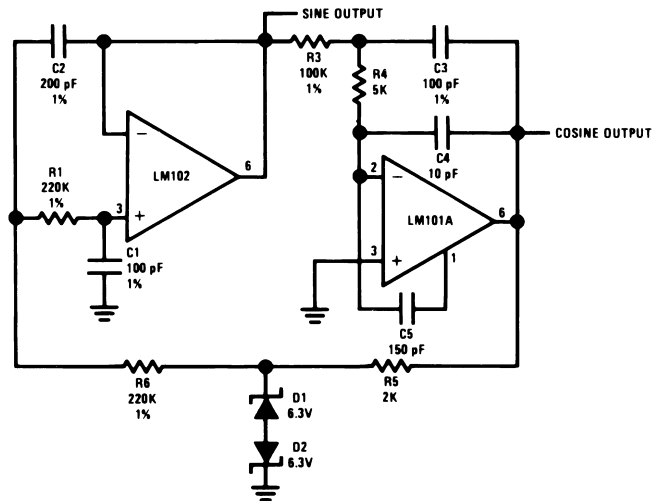 SINE OUTPUT
C2
200 pF
1%
R3
100K
1%
R4
5K
C3
100 pF
1%
COSINE OUTPUT
C4
10 pF
R1
220K
1%
−
LM102
6
3
+
C1
100 pF
1%
2
−
LM101A
6
3
+
1
C5
150 pF
R6
220K
1%
R5
2K
D1
6.3V
D2
6.3V